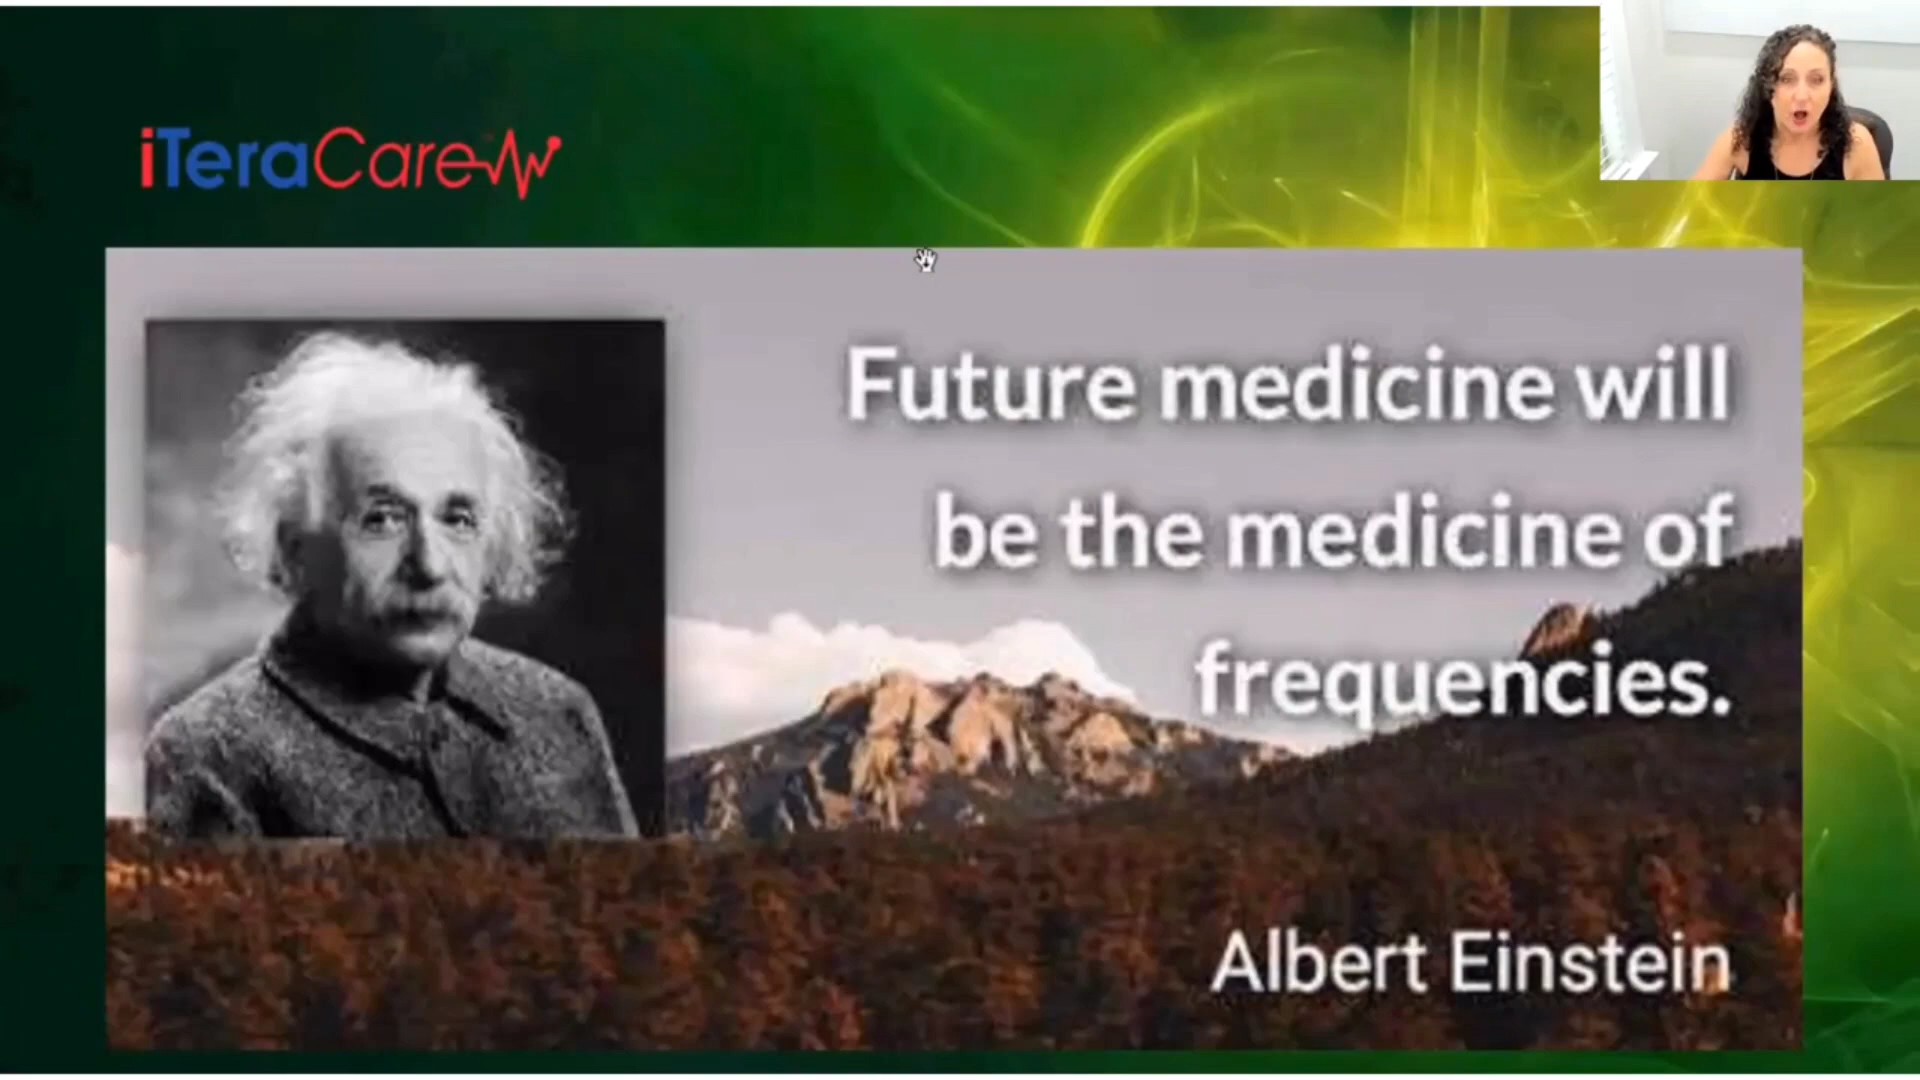 iTeraCare
Future medicine will
be the medicine of
frequencies.
Albert Einstein